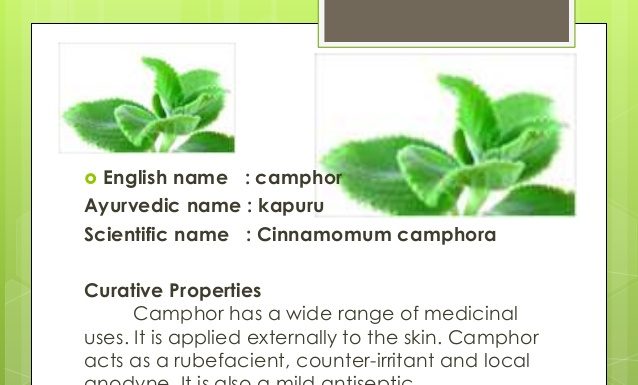 English name : camphor
Ayurvedic name : kapuru
Scientific name : Cinnamomum camphora
Curative Properties
Camphor has a wide range of medicinal
uses. It is applied externally to the skin. Camphor
acts as a rubefacient, counter-irritant and local
anodyne. It is also a mild antiseptic